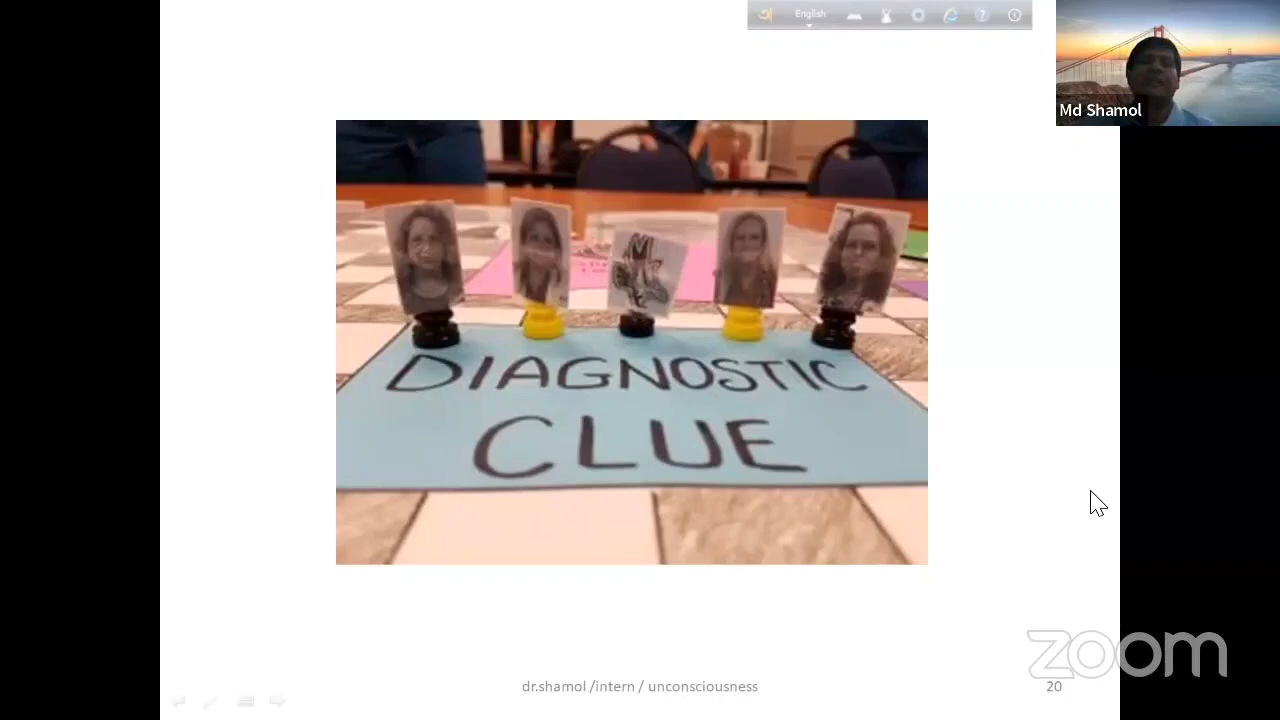 English
Md Shamol
DIAGNOSTIC
CLUE
zoom
dr.shamol /intern / unconsciousness
20